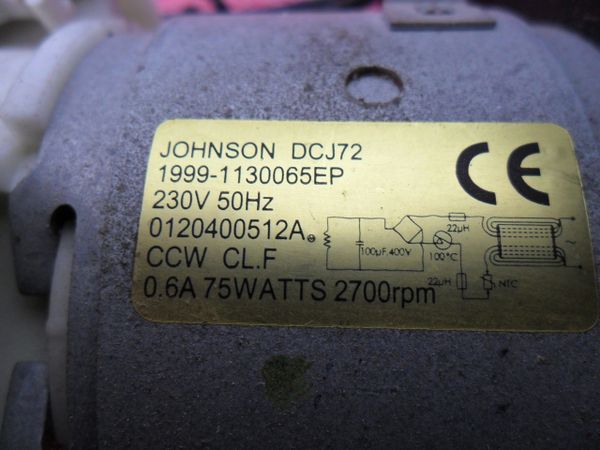 JOHNSON DCJ72
1999-1130065EP
CE
230V 50Hz
0120400512A
CCW CL.F
0.6A 75WATTS 2700rpm
100µF, 400V
22µH
100°C
22µH
NTC
~